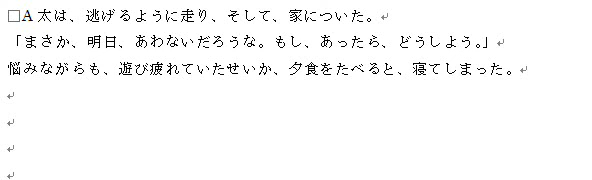 □A太は、逃げるように走り、そして、家についた。
「まさか、明日、あわないだろうな。もし、あったら、どうしよう。」
悩みながらも、遊び疲れていたせいか、夕食をたべると、寝てしまった。